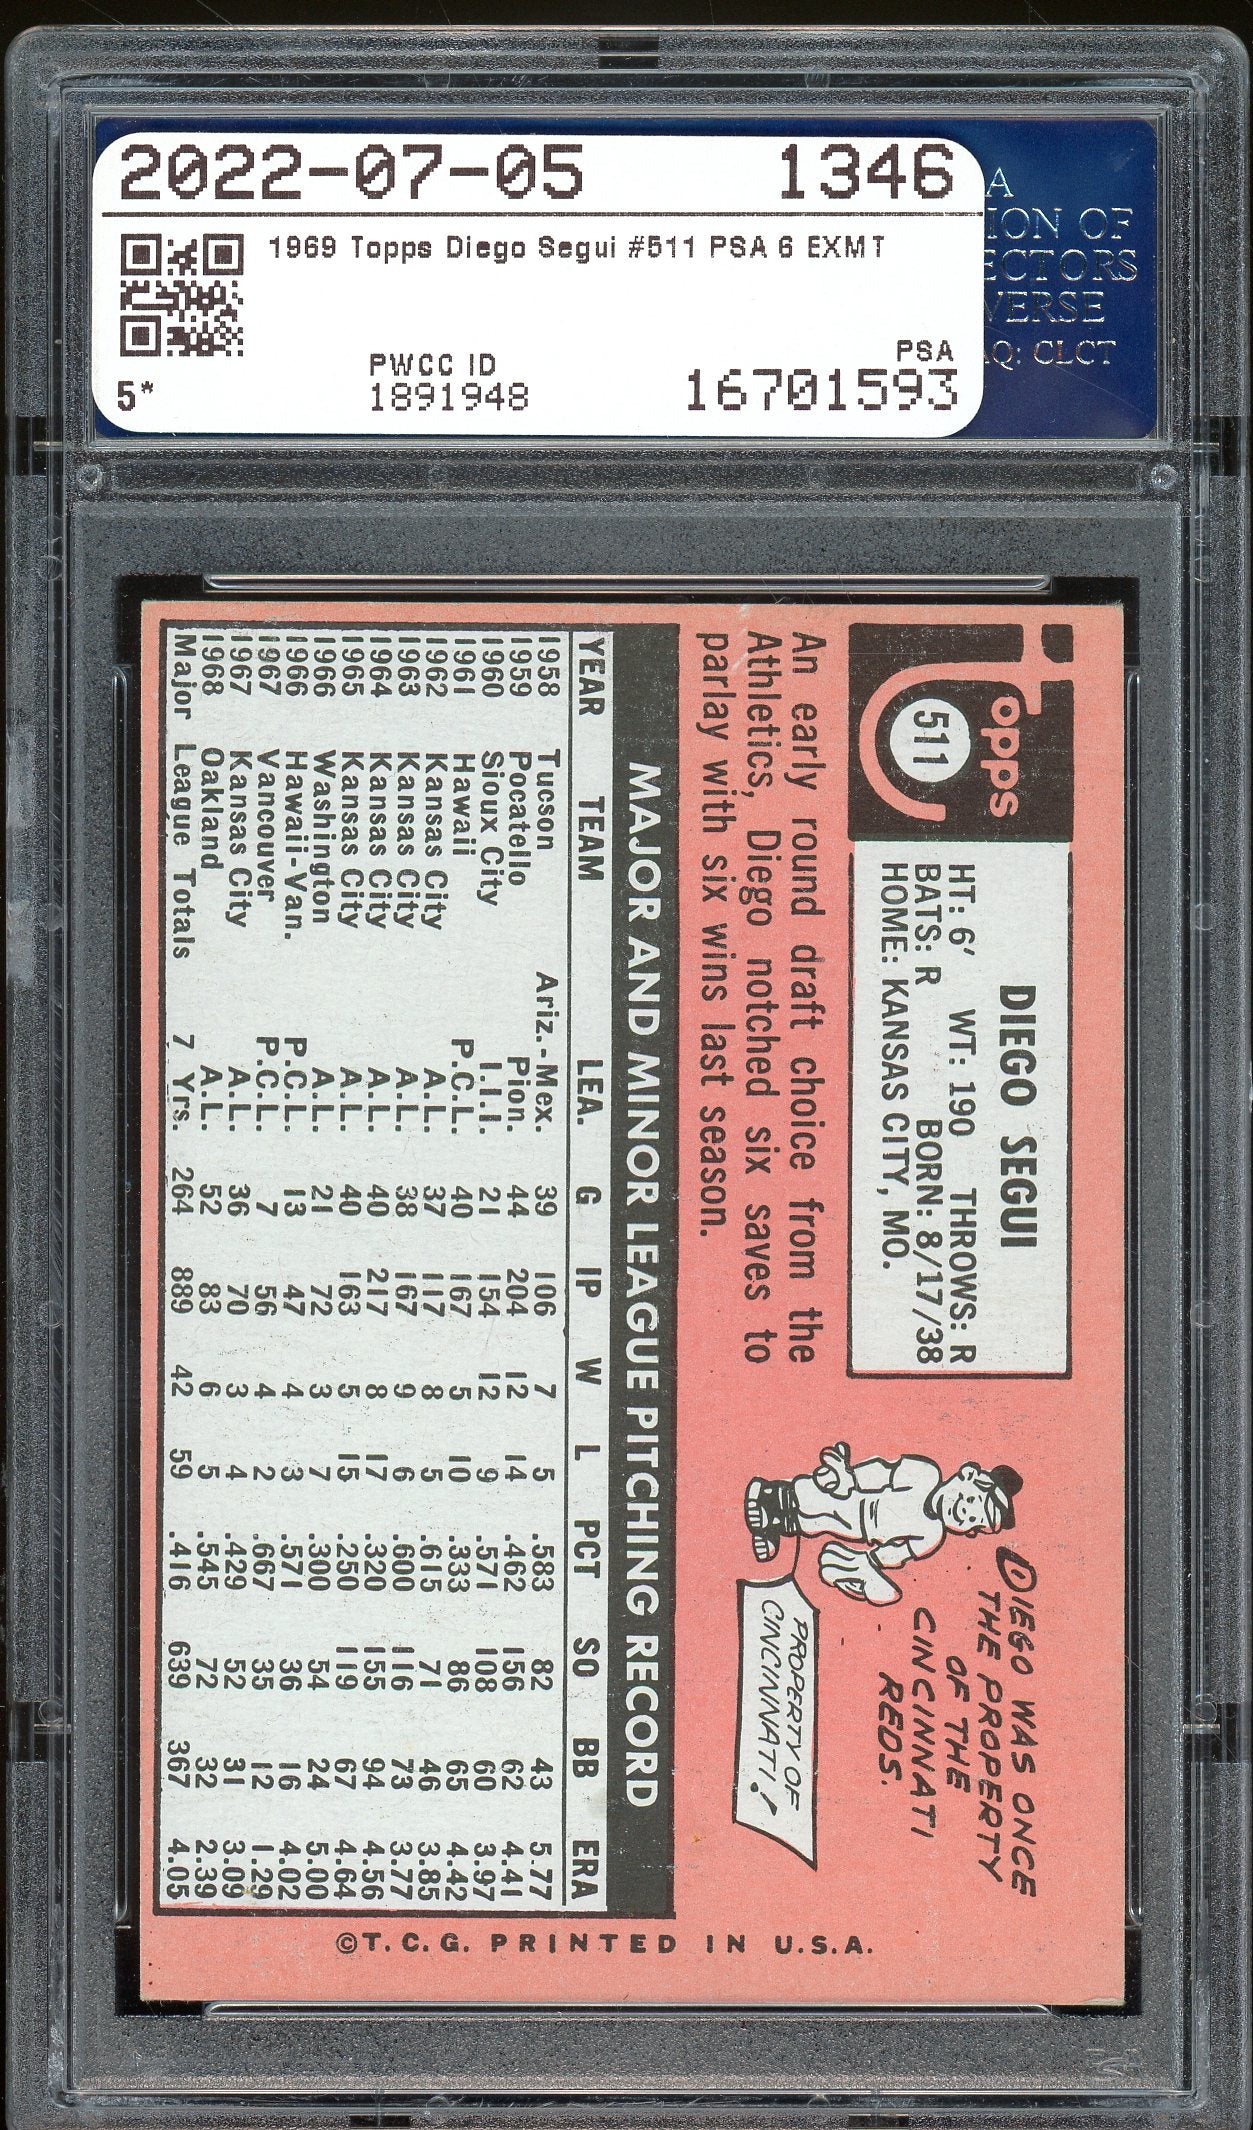 2022-07-05 1346
1969 Topps Diego Segui #511 PSA 6 EXMT
PSA
PWCC ID
5* 1891948 16701593
A
ION OF
ECTORS
VERSE
AQ: CLCT
Topps
511
DIEGO SEGUI
HT: 6' WT: 190 THROWS: R
BATS: R BORN: 8/17/38
HOME: KANSAS CITY, MO.
An early round draft choice from the
Athletics, Diego notched six saves to
parlay with six wins last season.
DIEGO WAS ONCE
THE PROPERTY
OF THE
CINCINNATI
REDS.
PROPERTY OF
CINCINNATI!
MAJOR AND MINOR LEAGUE PITCHING RECORD
YEAR TEAM LEA. G IP W L PCT SO BB ERA
1958 Tucson Ariz.-Mex. 39 106 7 5 .583 82 43 5.77
1959 Pocatello Pion. 44 204 12 14 .462 156 62 4.41
1960 Sioux City I.I.I. 21 154 12 9 .571 108 60 3.97
1961 Hawaii P.C.L. 40 167 5 10 .333 86 65 4.42
1962 Kansas City A.L. 37 117 8 5 .615 71 46 3.85
1963 Kansas City A.L. 38 167 9 6 .600 116 73 3.77
1964 Kansas City A.L. 40 217 8 17 .320 155 94 4.56
1965 Kansas City A.L. 40 163 5 15 .250 119 67 4.64
1966 Washington A.L. 21 72 3 7 .300 54 24 5.00
1966 Hawaii-Van. P.C.L. 13 47 4 3 .571 36 16 4.02
1967 Vancouver P.C.L. 7 56 4 2 .667 35 12 1.29
1967 Kansas City A.L. 36 70 3 4 .429 52 31 3.09
1968 Oakland A.L. 52 83 6 5 .545 72 32 2.39
Major League Totals 7 Yrs. 264 889 42 59 .416 639 367 4.05
©T.C.G. PRINTED IN U.S.A.